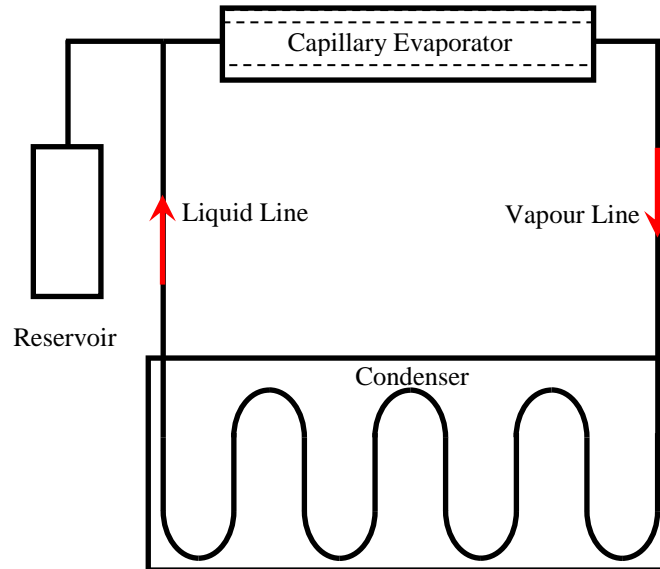 Capillary Evaporator
Liquid Line
Vapour Line
Reservoir
Condenser